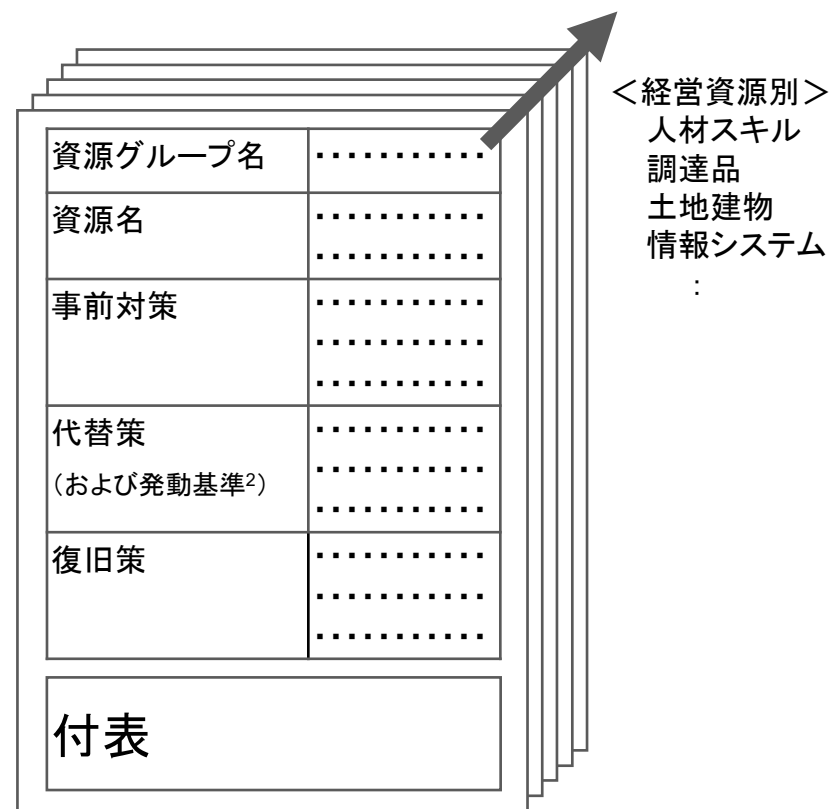 ＜経営資源別＞
人材スキル
調達品
土地建物
情報システム
：
資源グループ名 ・・・・・・・・・・・
資源名 ・・・・・・・・・・・
・・・・・・・・・・・
事前対策 ・・・・・・・・・・・
・・・・・・・・・・・
・・・・・・・・・・・
代替策 ・・・・・・・・・・・
（および発動基準2） ・・・・・・・・・・・
・・・・・・・・・・・
復旧策 ・・・・・・・・・・・
・・・・・・・・・・・
・・・・・・・・・・・
付表